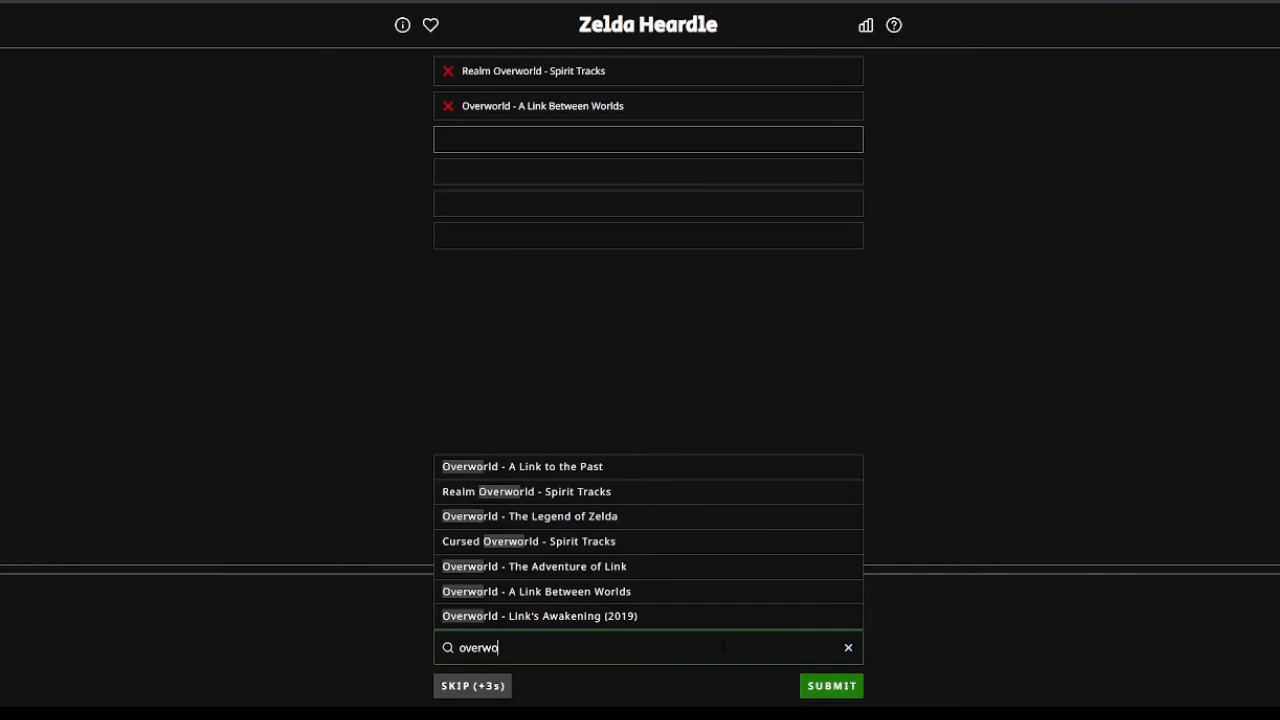 Zelda Heardle
Realm Overworld - Spirit Tracks
Overworld - A Link Between Worlds
Overworld - A Link to the Past
Realm Overworld - Spirit Tracks
Overworld - The Legend of Zelda
Cursed Overworld - Spirit Tracks
Overworld - The Adventure of Link
Overworld - A Link Between Worlds
Overworld - Link's Awakening (2019)
overwo
SKIP (+3s)
SUBMIT